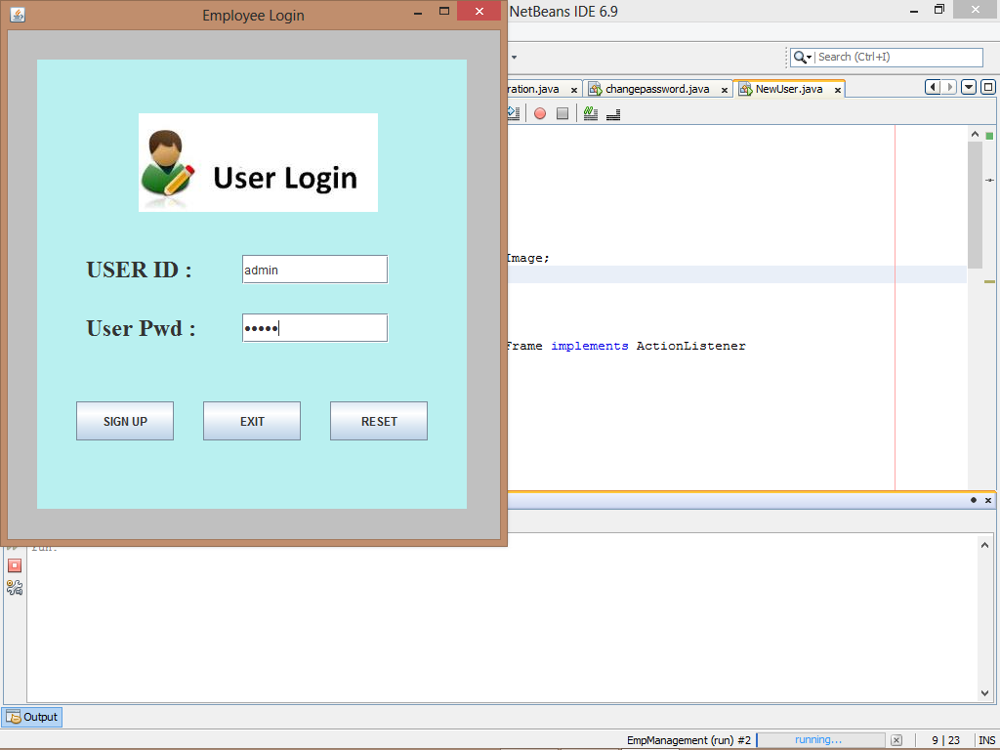 Employee Login
NetBeans IDE 6.9
Search (Ctrl+I)
ration.java
changepassword.java
NewUser.java
User Login
USER ID :
admin
User Pwd :
SIGN UP
EXIT
RESET
Image;
Frame implements ActionListener
run:
Output
EmpManagement (run) #2
running...
9 | 23
INS